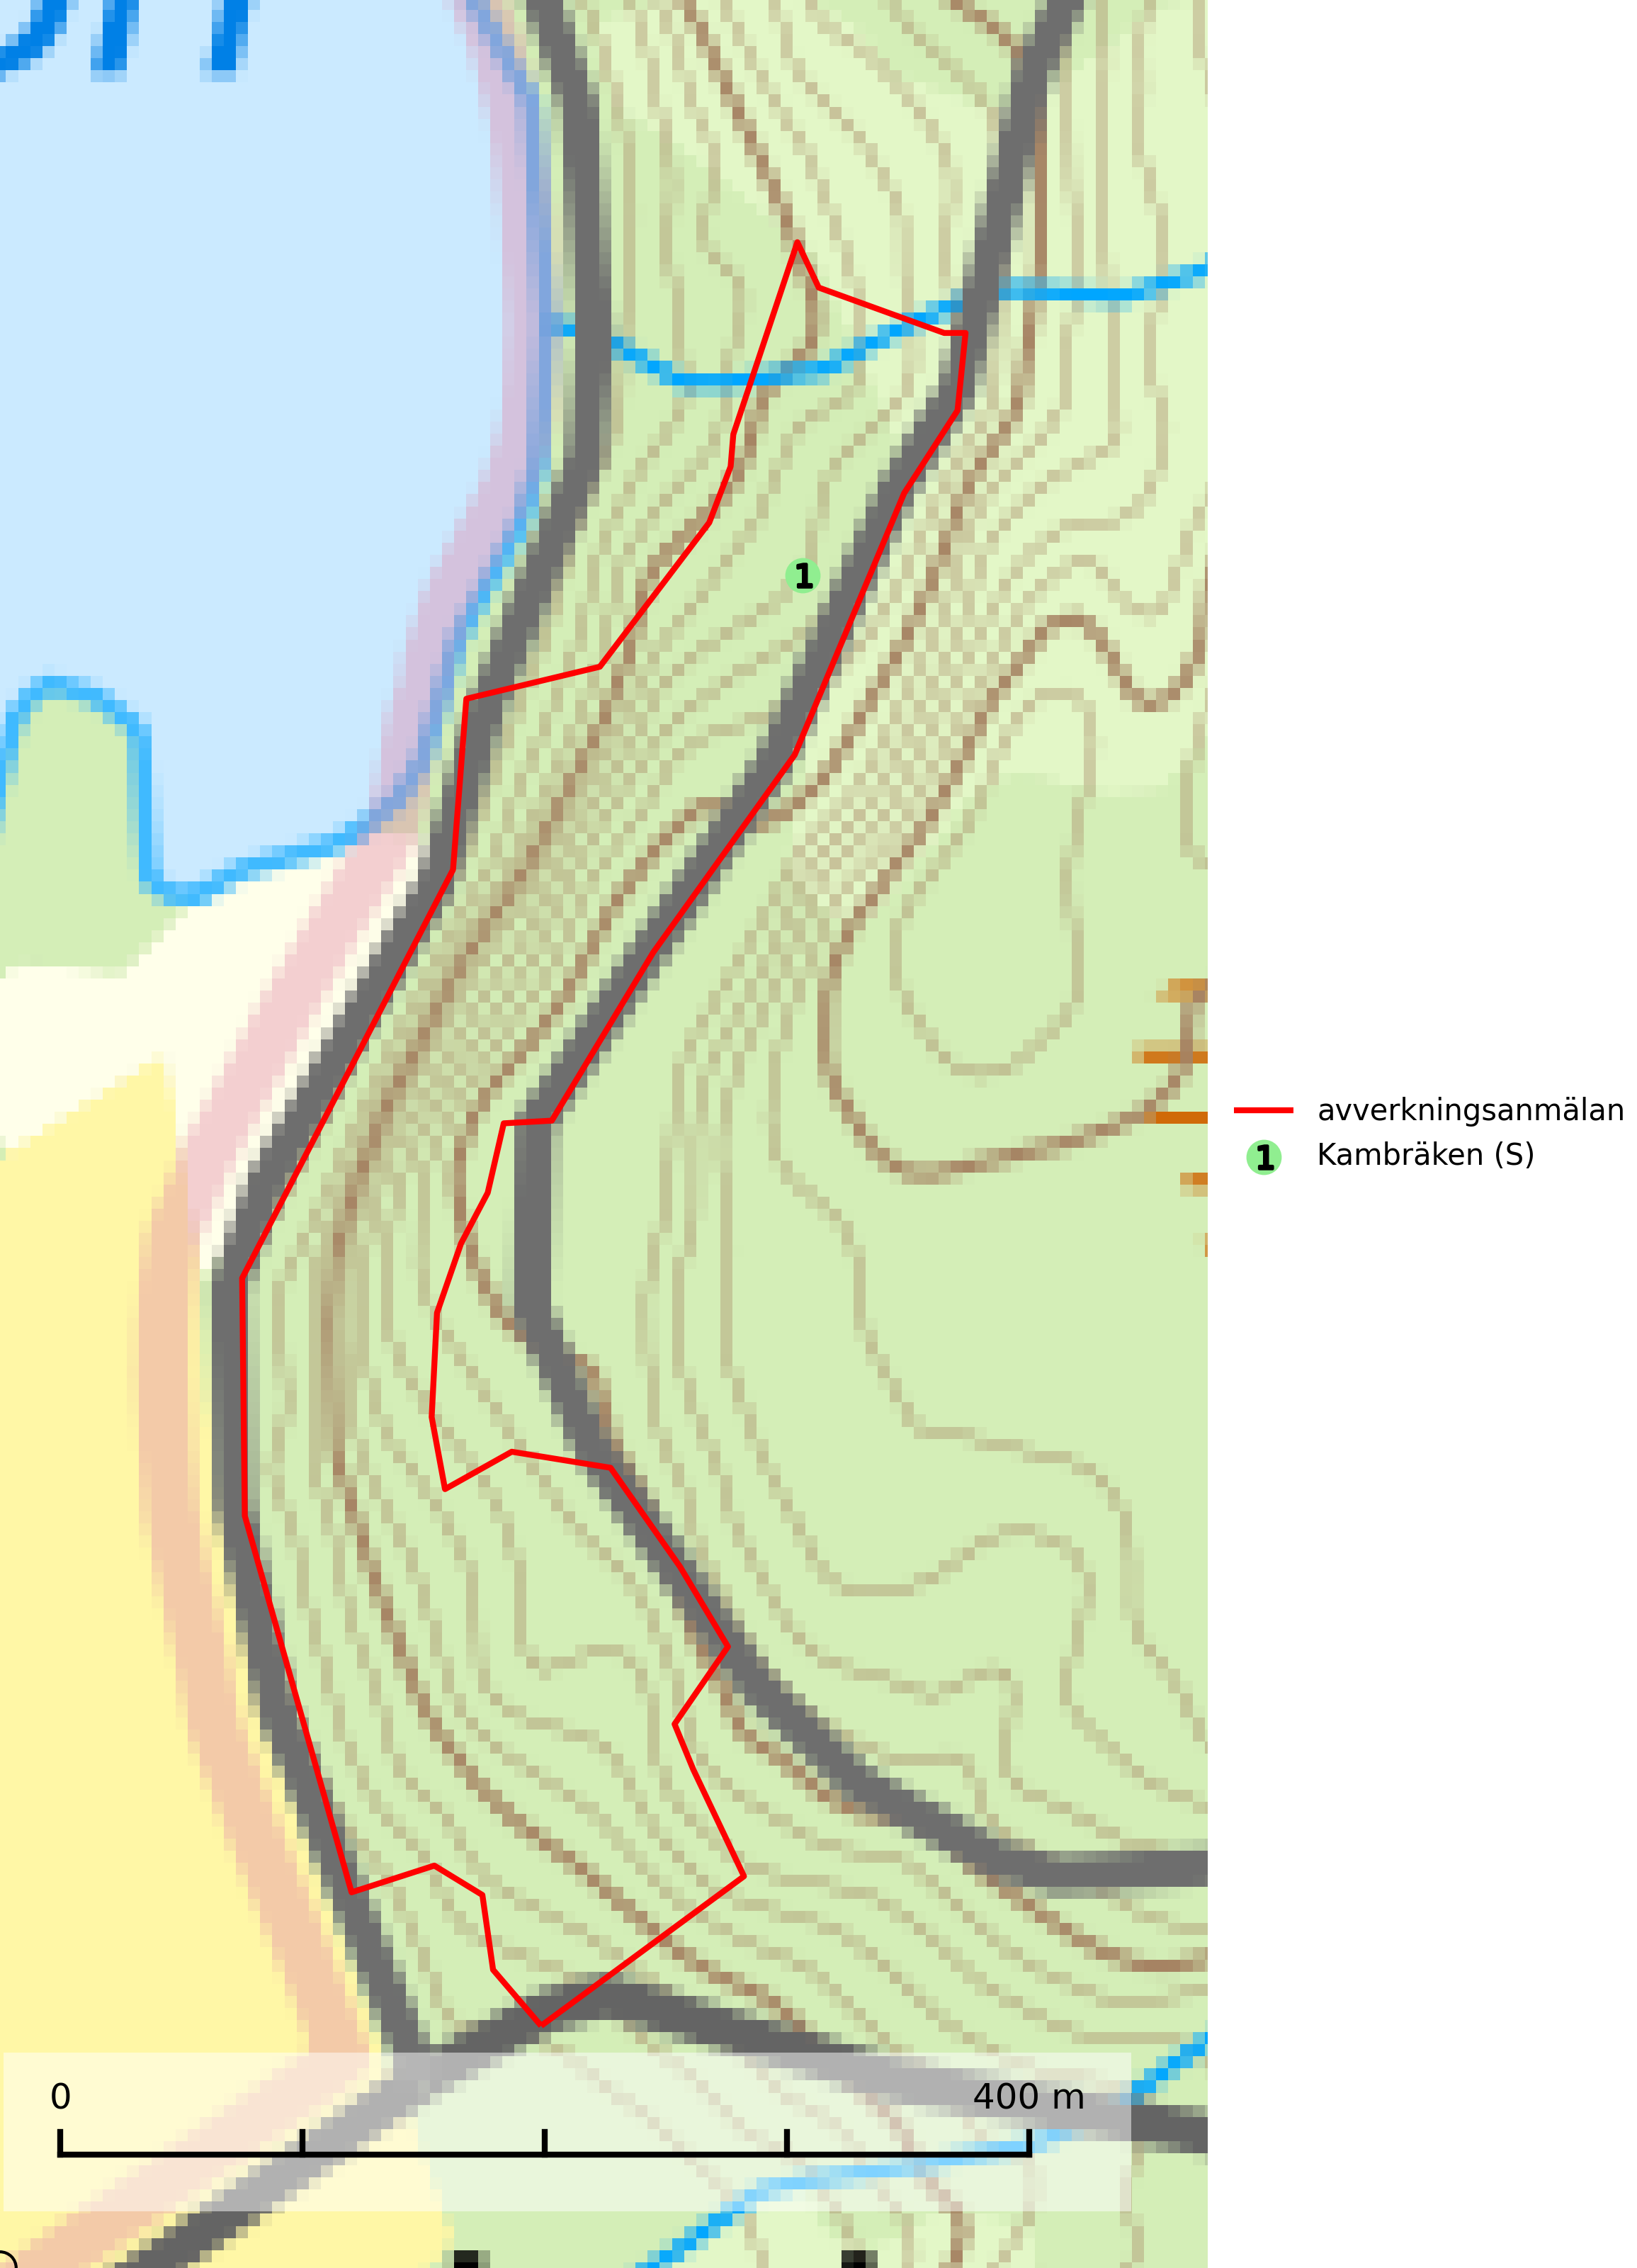 1
avverkningsanmälan
1 Kambräken (S)
0 400 m